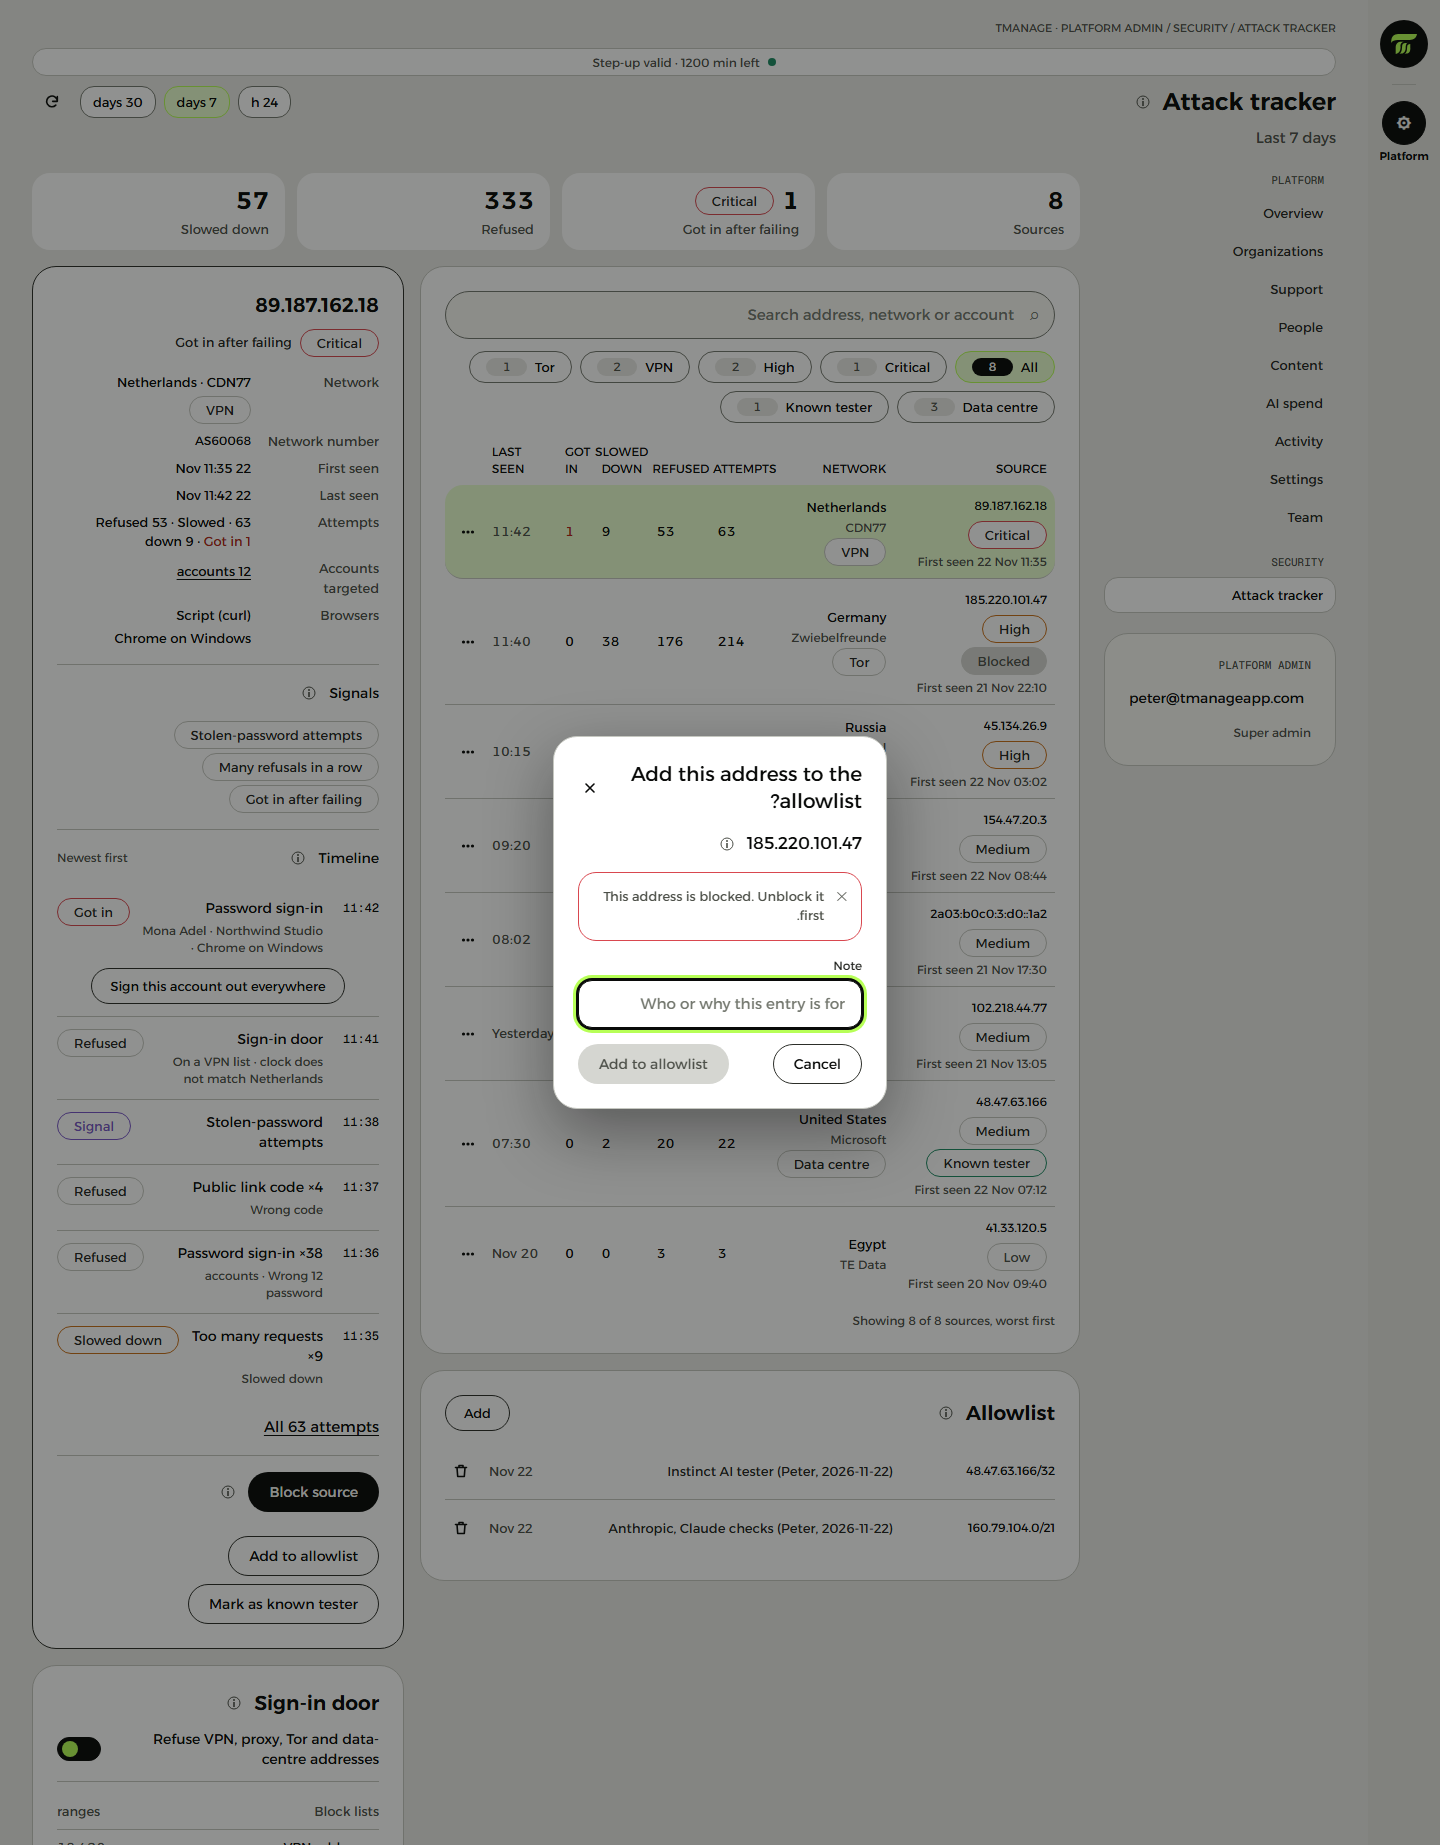 TMANAGE · PLATFORM ADMIN / SECURITY / ATTACK TRACKER
Step-up valid · 1200 min left
Attack tracker
Last 7 days
h 24
days 7
days 30
Platform
PLATFORM
Overview
Organizations
Support
People
Content
AI spend
Activity
Settings
Team
SECURITY
Attack tracker
PLATFORM ADMIN
peter@tmanageapp.com
Super admin
8
Sources
1
Critical
Got in after failing
333
Refused
57
Slowed down
Search address, network or account
All 8
Critical 1
High 2
VPN 2
Tor 1
Data centre 3
Known tester 1
SOURCE
NETWORK
ATTEMPTS
REFUSED
SLOWED DOWN
GOT IN
LAST SEEN
89.187.162.18
Critical
First seen 22 Nov 11:35
Netherlands
CDN77
VPN
63
53
9
1
11:42
185.220.101.47
High
Blocked
First seen 21 Nov 22:10
Germany
Zwiebelfreunde
Tor
214
176
38
0
11:40
45.134.26.9
High
First seen 22 Nov 03:02
Russia
10:15
154.47.20.3
Medium
First seen 22 Nov 08:44
09:20
2a03:b0c0:3:d0::1a2
Medium
First seen 21 Nov 17:30
08:02
102.218.44.77
Medium
First seen 21 Nov 13:05
Yesterday
48.47.63.166
Medium
Known tester
First seen 22 Nov 07:12
United States
Microsoft
Data centre
22
20
2
0
07:30
41.33.120.5
Low
First seen 20 Nov 09:40
Egypt
TE Data
3
3
0
0
Nov 20
Showing 8 of 8 sources, worst first
Allowlist
Add
48.47.63.166/32
Instinct AI tester (Peter, 2026-11-22)
Nov 22
160.79.104.0/21
Anthropic, Claude checks (Peter, 2026-11-22)
Nov 22
Add this address to the
?allowlist
185.220.101.47
This address is blocked. Unblock it
.first
Note
Who or why this entry is for
Cancel
Add to allowlist
89.187.162.18
Critical
Got in after failing
Network
Netherlands · CDN77
VPN
Network number
AS60068
First seen
Nov 11:35 22
Last seen
Nov 11:42 22
Attempts
Refused 53 · Slowed · 63
down 9 · Got in 1
Accounts
targeted
accounts 12
Browsers
Script (curl)
Chrome on Windows
Signals
Stolen-password attempts
Many refusals in a row
Got in after failing
Timeline
Newest first
11:42
Password sign-in
Got in
Mona Adel · Northwind Studio
· Chrome on Windows
Sign this account out everywhere
11:41
Sign-in door
Refused
On a VPN list · clock does
not match Netherlands
11:38
Stolen-password
attempts
Signal
11:37
Public link code ×4
Refused
Wrong code
11:36
Password sign-in ×38
Refused
accounts · Wrong 12
password
11:35
Too many requests
×9
Slowed down
Slowed down
All 63 attempts
Block source
Add to allowlist
Mark as known tester
Sign-in door
Refuse VPN, proxy, Tor and data-
centre addresses
Block lists
ranges